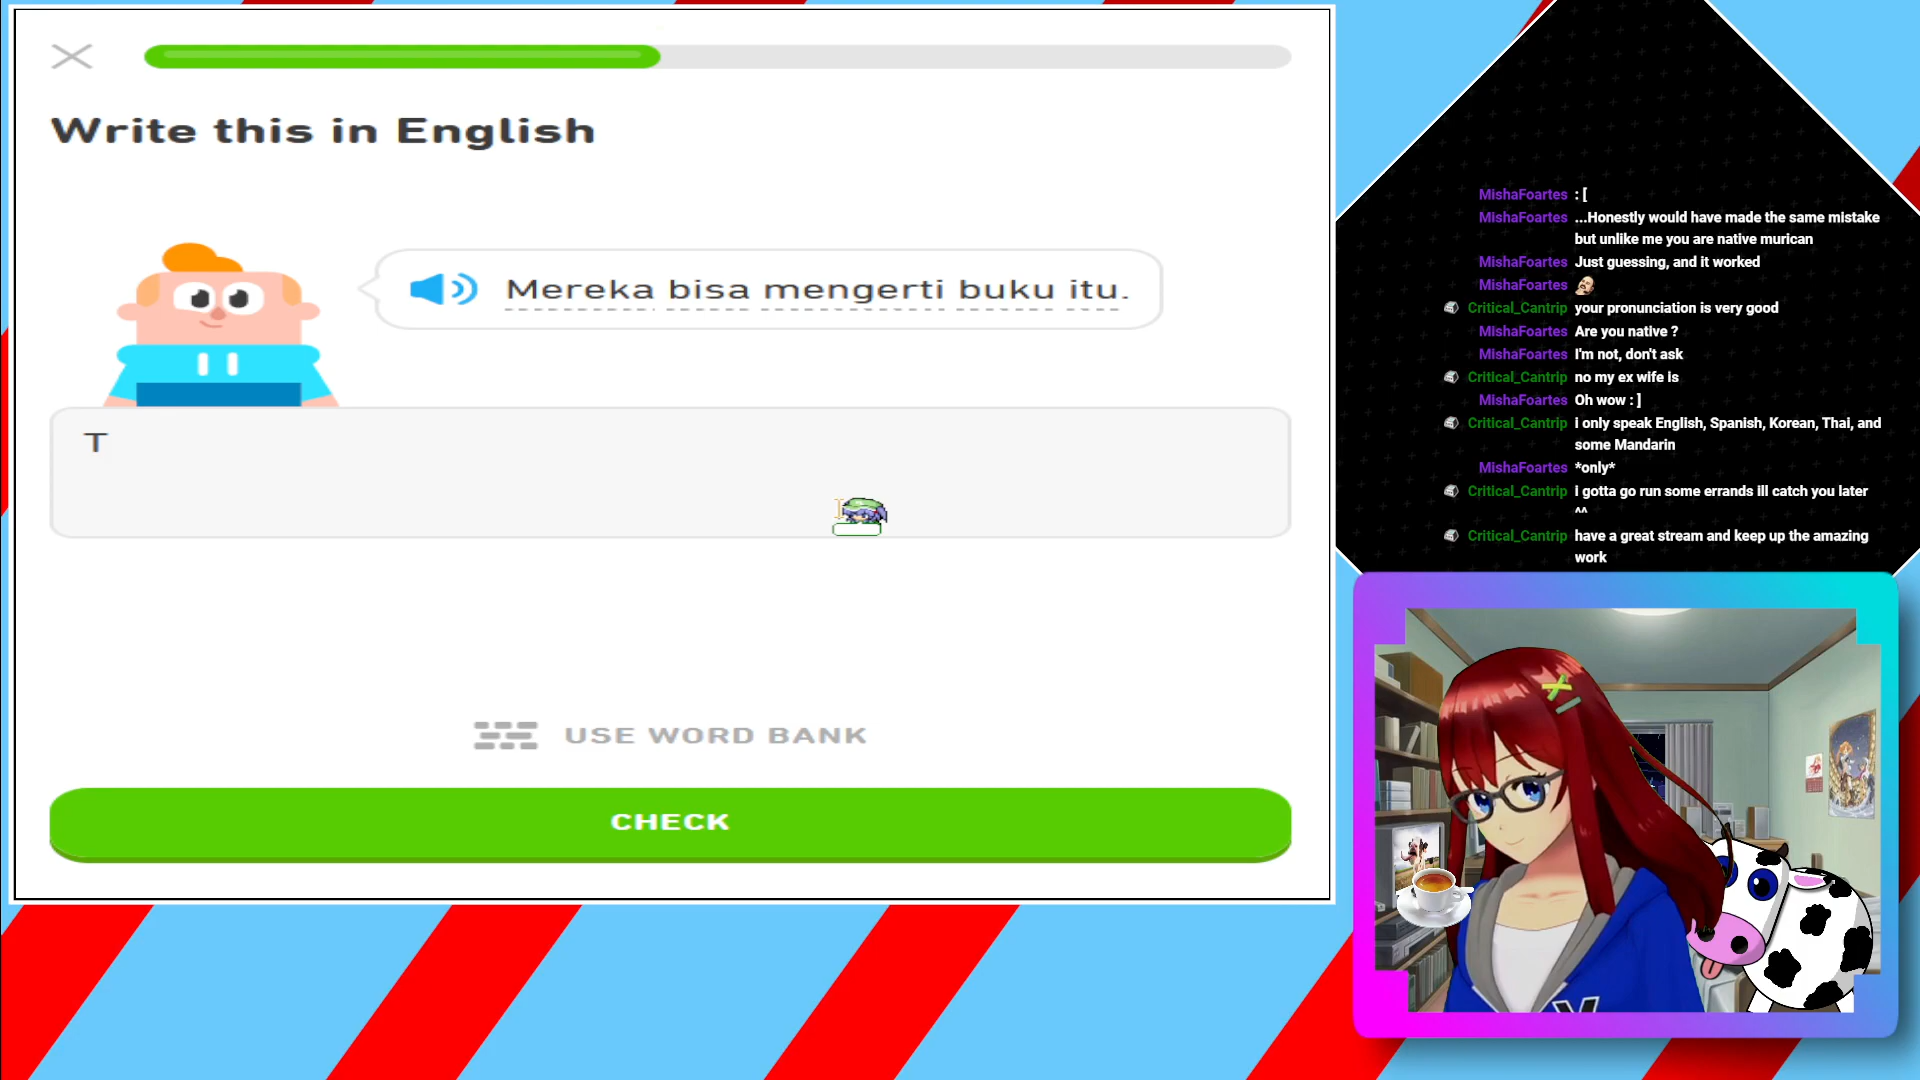 Write this in English
Mereka bisa mengerti buku itu.
T
USE WORD BANK
CHECK
MishaFoartes : [
MishaFoartes ...Honestly would have made the same mistake
but unlike me you are native murican
MishaFoartes Just guessing, and it worked
MishaFoartes
Critical_Cantrip your pronunciation is very good
MishaFoartes Are you native ?
MishaFoartes I'm not, don't ask
Critical_Cantrip no my ex wife is
MishaFoartes Oh wow : ]
Critical_Cantrip i only speak English, Spanish, Korean, Thai, and
some Mandarin
MishaFoartes *only*
Critical_Cantrip i gotta go run some errands ill catch you later
^^
Critical_Cantrip have a great stream and keep up the amazing
work